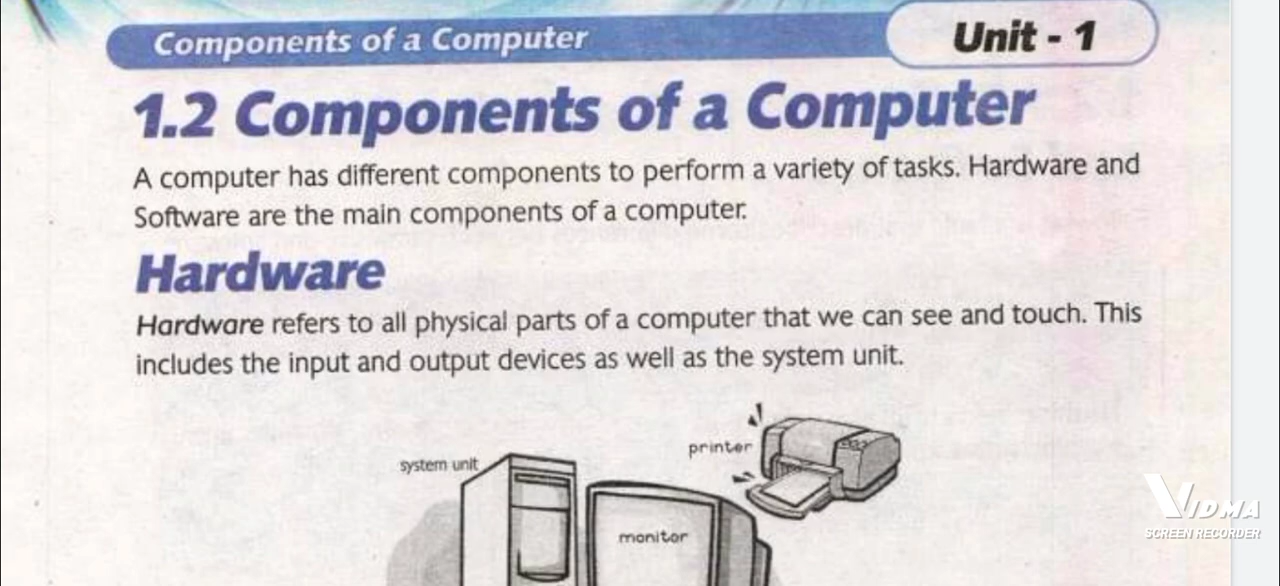 Components of a Computer
Unit - 1
1.2 Components of a Computer
A computer has different components to perform a variety of tasks. Hardware and
Software are the main components of a computer.
Hardware
Hardware refers to all physical parts of a computer that we can see and touch. This
includes the input and output devices as well as the system unit.
printer
system unit
monitor
VIDMA
SCREEN RECORDER